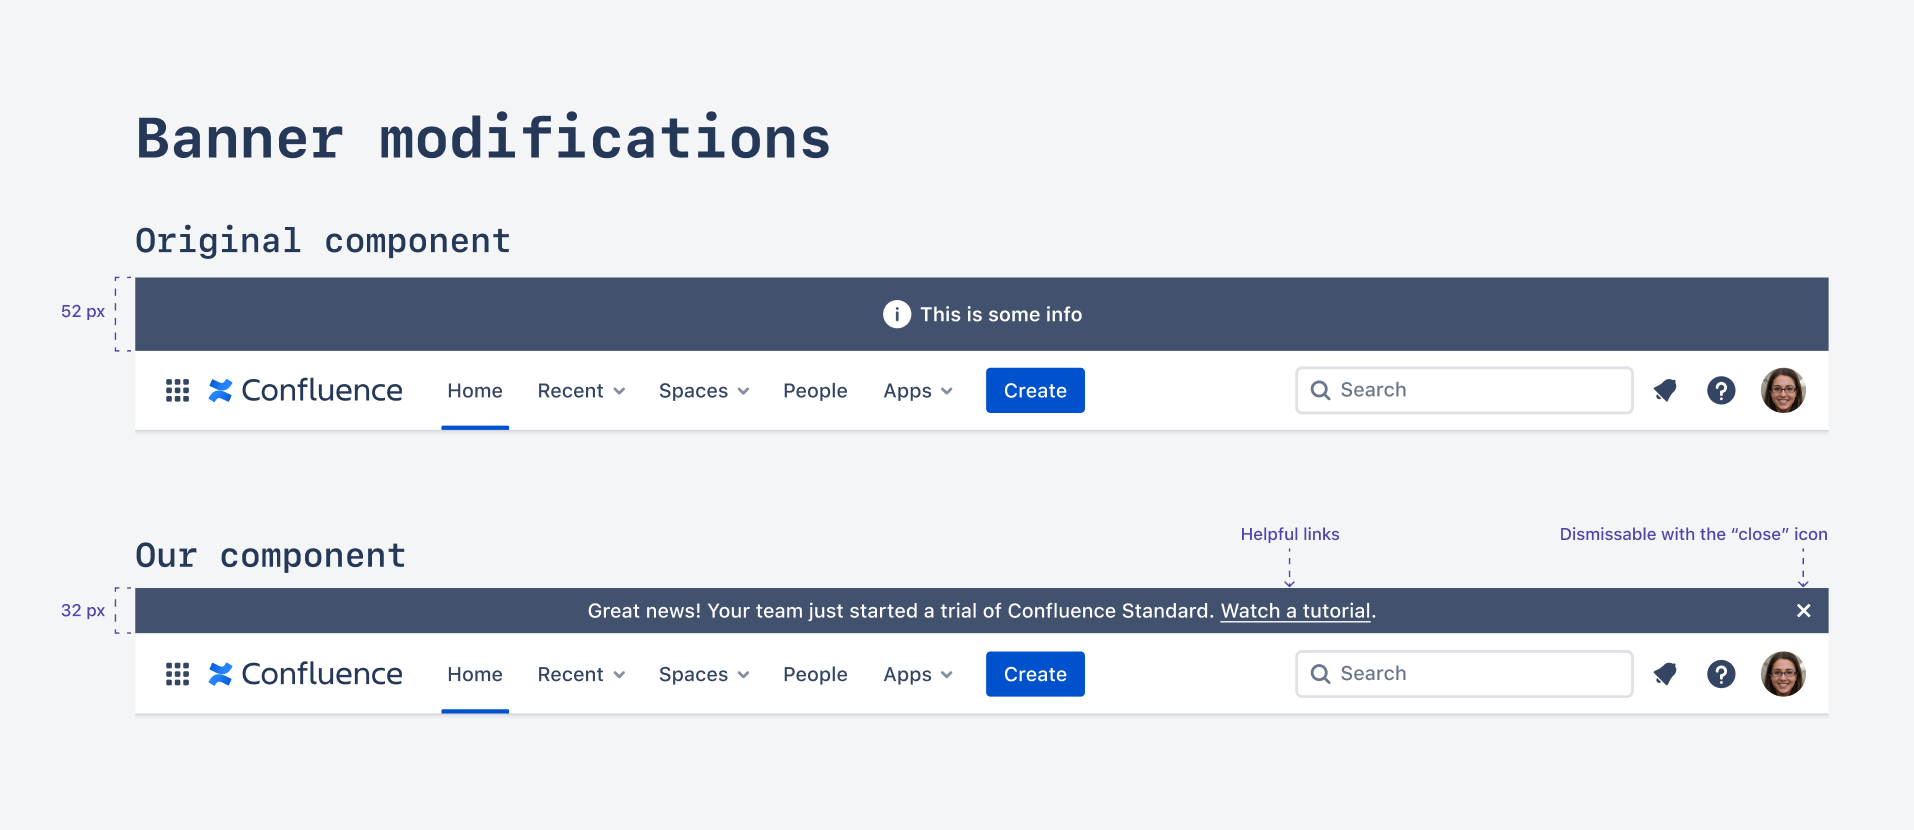 Banner modifications
Original component
52 px
This is some info
Confluence Home Recent Spaces People Apps Create Search
Helpful links Dismissable with the “close” icon
Our component
32 px
Great news! Your team just started a trial of Confluence Standard. Watch a tutorial.
Confluence Home Recent Spaces People Apps Create Search